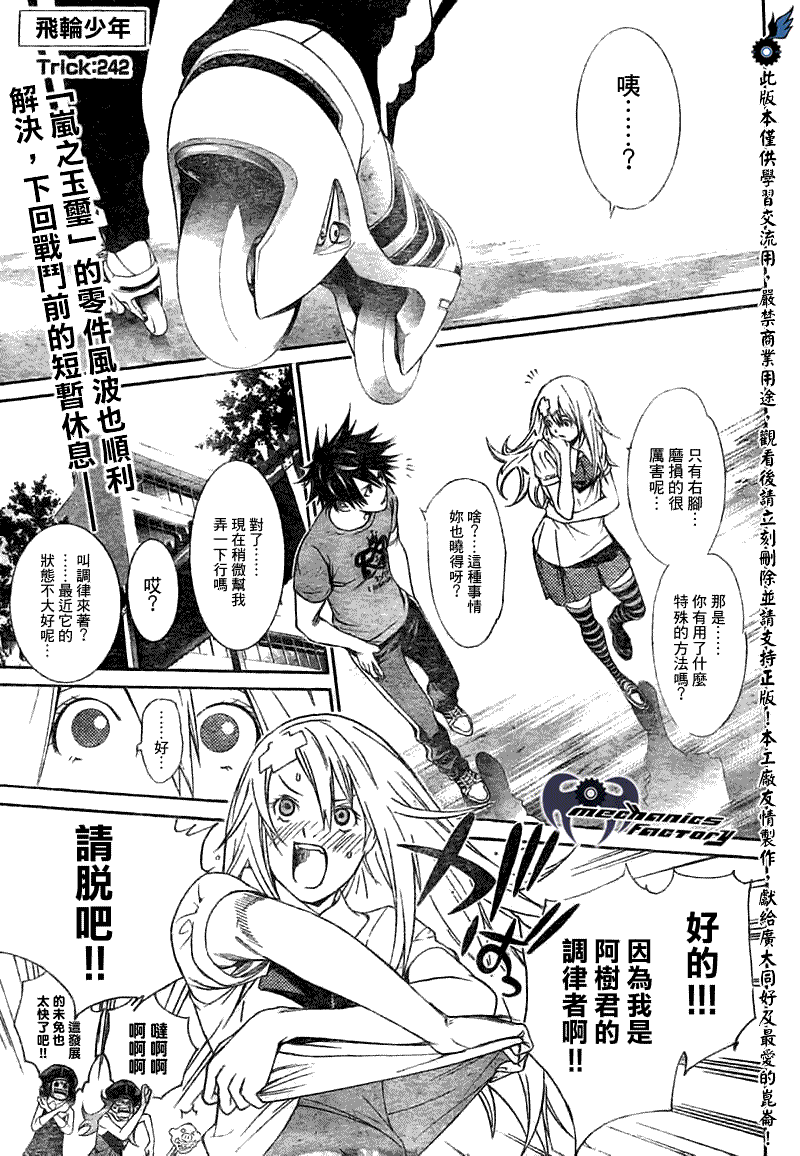 飛輪少年
Trick:242
「嵐之玉璽」的零件風波也順利
解決，下回戰鬥前的短暫休息——
咦
……？
只有右腳…
磨損的很
厲害呢…
那是……
你有用了什麼
特殊的方法嗎？
啥？…這種事情
妳也曉得呀？
對了……
現在稍微幫我
弄一下行嗎
哎？
叫調律來著？
……最近它的
狀態不大好呢…
……好
好的!!!
因為我是
阿樹君的
調律者啊!!
請脱吧!!
がばっ
噠啊啊
啊啊啊
這發展
的未免也
太快了吧!!
mechanics
factory
此版本僅供學習交流用，嚴禁商業用途，觀看後請立刻刪除並請支持正版！本工廠友情製作，獻給廣大同好及最愛的崑崙！